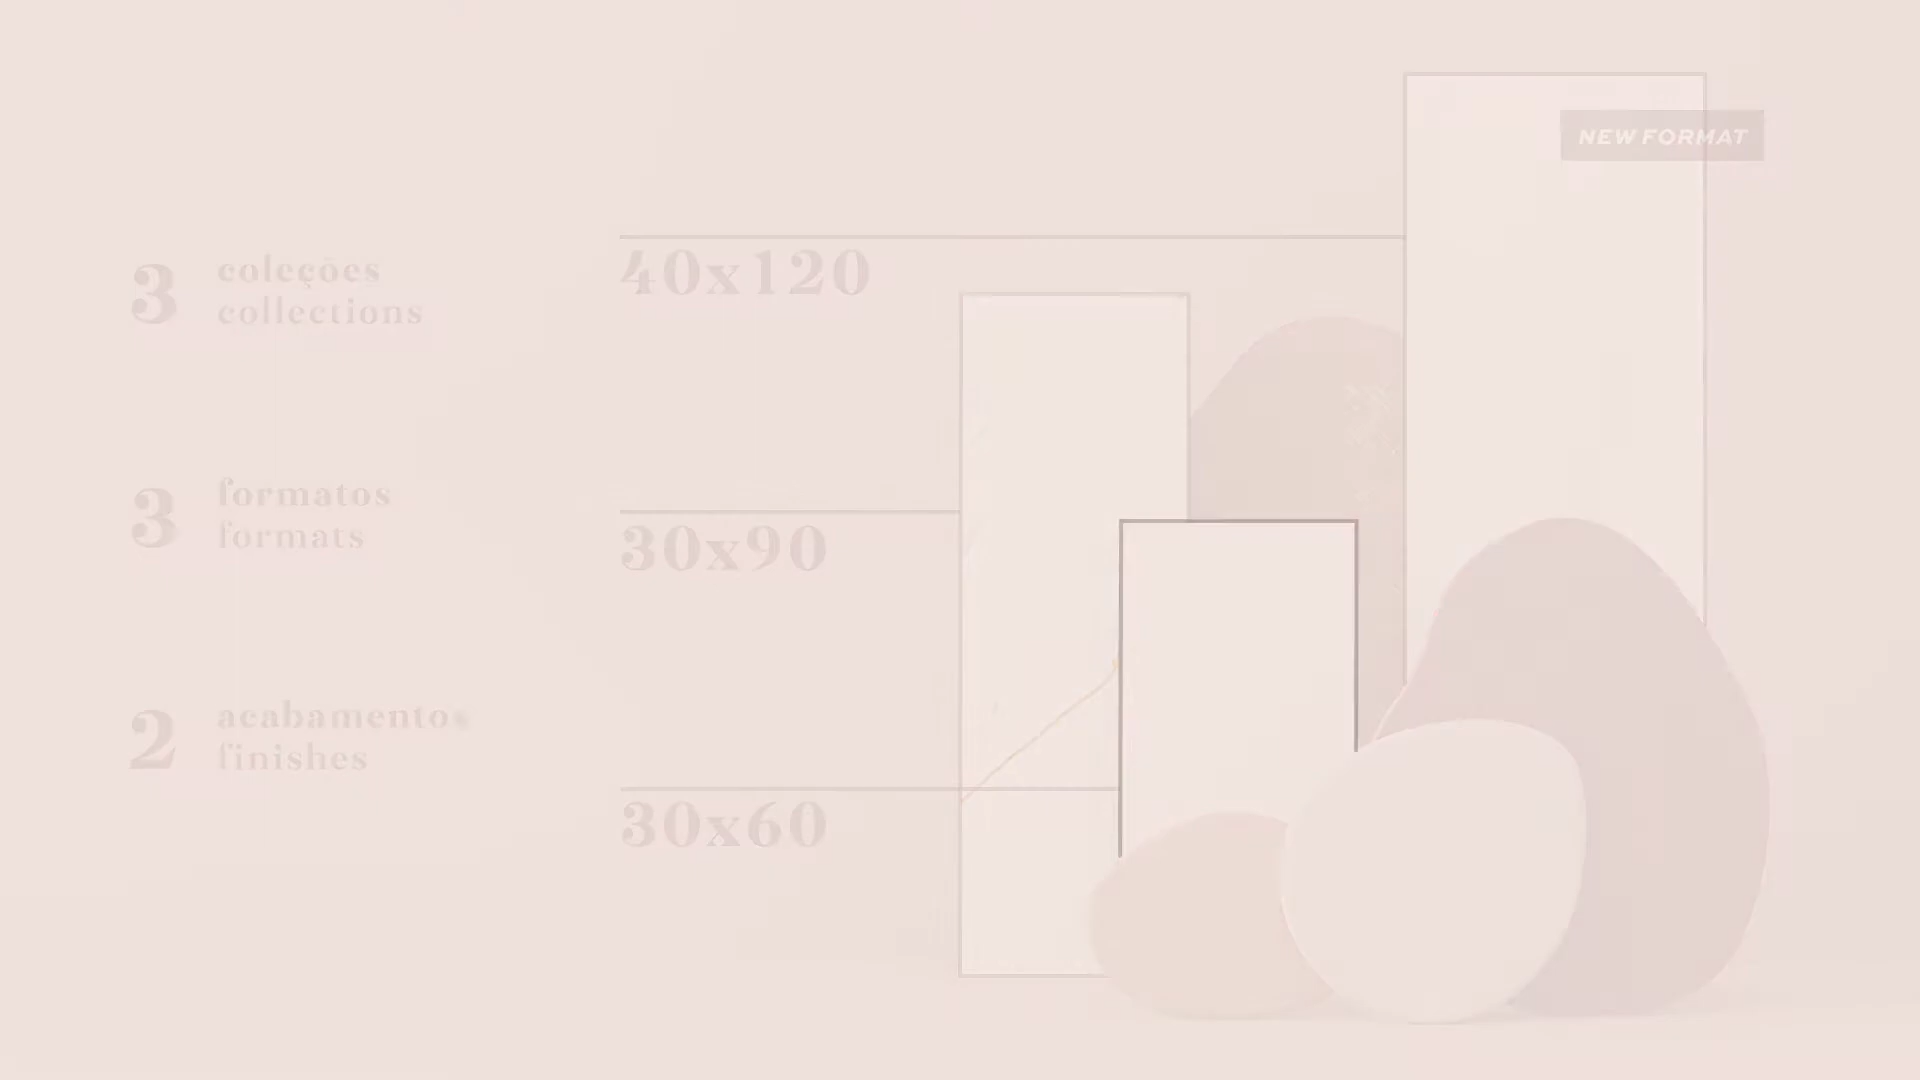 3 coleções
collections
3 formatos
formats
2 acabamentos
finishes
40x120
30x90
30x60
NEW FORMAT